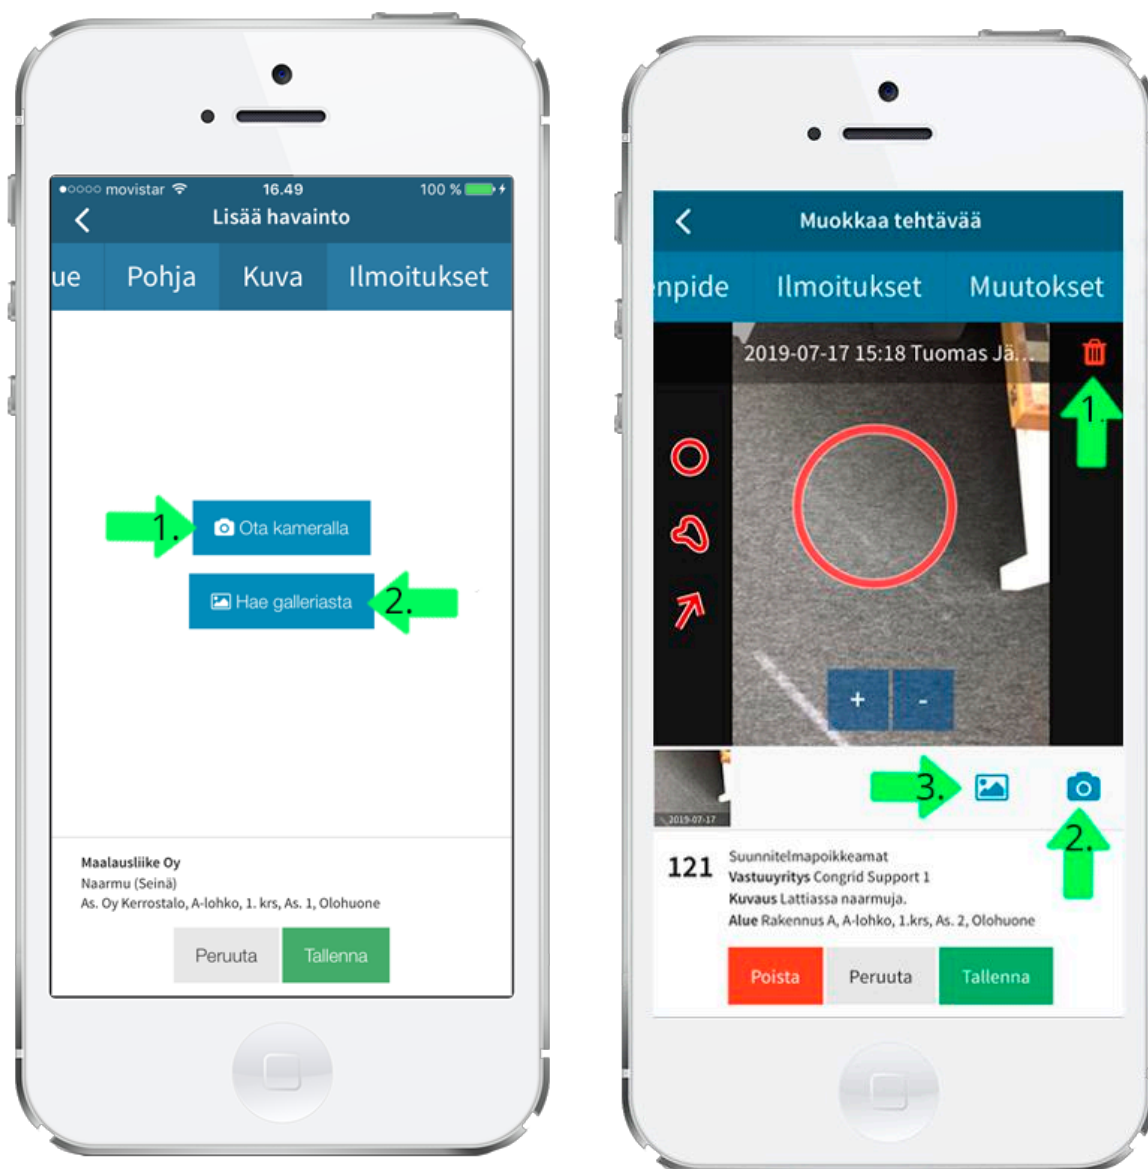 movistar 16.49 100 %
Lisää havainto
ue Pohja Kuva Ilmoitukset
1. Ota kameralla
Hae galleriasta 2.
Maalausliike Oy
Naarmu (Seinä)
As. Oy Kerrostalo, A-lohko, 1. krs, As. 1, Olohuone
Peruuta Tallenna
Muokkaa tehtävää
npide Ilmoitukset Muutokset
2019-07-17 15:18 Tuomas Jä...
1.
+ -
3.
2019-07-17
2.
121
Suunnitelmapoikkeamat
Vastuuyritys Congrid Support 1
Kuvaus Lattiassa naarmuja.
Alue Rakennus A, A-lohko, 1.krs, As. 2, Olohuone
Poista Peruuta Tallenna